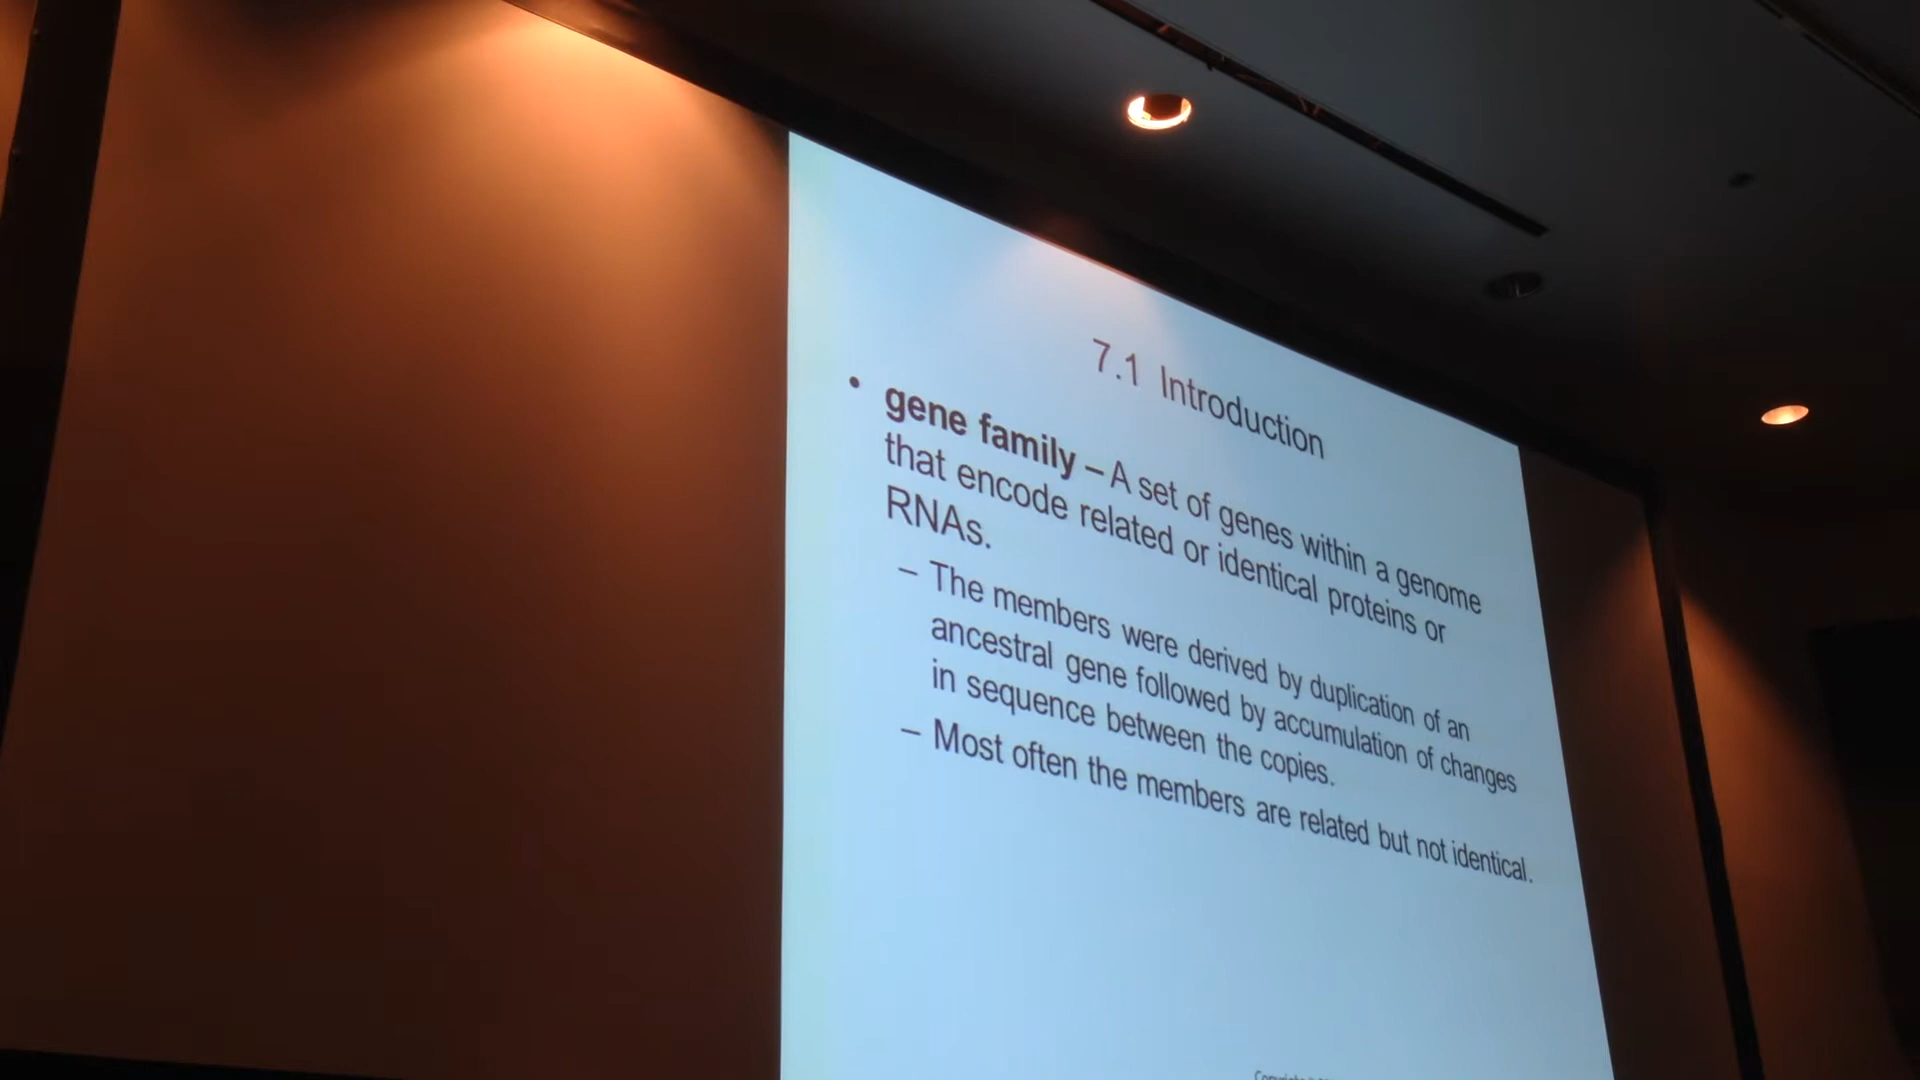 7.1 Introduction
• gene family – A set of genes within a genome
that encode related or identical proteins or
RNAs.
– The members were derived by duplication of an
ancestral gene followed by accumulation of changes
in sequence between the copies.
– Most often the members are related but not identical.